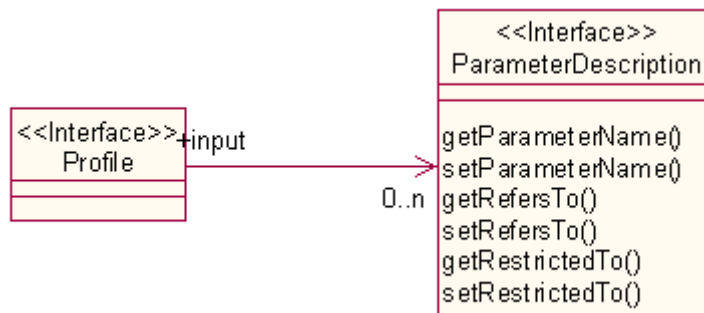 <<Interface>>
ParameterDescription
<<Interface>>
Profile
+input
0..n
getParameterName()
setParameterName()
getRefersTo()
setRefersTo()
getRestrictedTo()
setRestrictedTo()